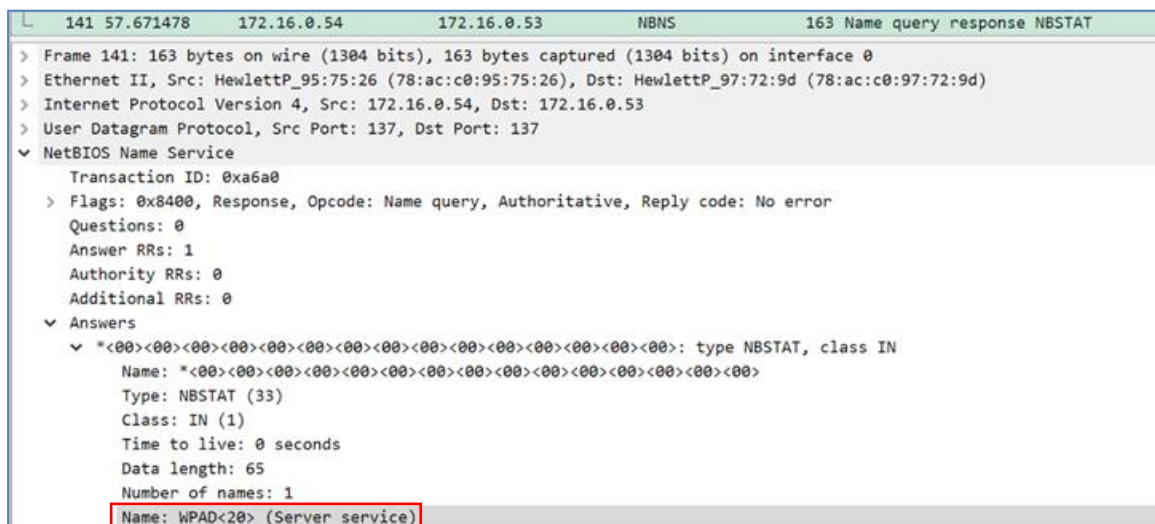 141 57.671478 172.16.0.54 172.16.0.53 NBNS 163 Name query response NBSTAT
> Frame 141: 163 bytes on wire (1304 bits), 163 bytes captured (1304 bits) on interface 0
> Ethernet II, Src: HewlettP_95:75:26 (78:ac:c0:95:75:26), Dst: HewlettP_97:72:9d (78:ac:c0:97:72:9d)
> Internet Protocol Version 4, Src: 172.16.0.54, Dst: 172.16.0.53
> User Datagram Protocol, Src Port: 137, Dst Port: 137
NetBIOS Name Service
Transaction ID: 0xa6a0
> Flags: 0x8400, Response, Opcode: Name query, Authoritative, Reply code: No error
Questions: 0
Answer RRs: 1
Authority RRs: 0
Additional RRs: 0
Answers
*<00><00><00><00><00><00><00><00><00><00><00><00><00><00><00>: type NBSTAT, class IN
Name: *<00><00><00><00><00><00><00><00><00><00><00><00><00><00><00>
Type: NBSTAT (33)
Class: IN (1)
Time to live: 0 seconds
Data length: 65
Number of names: 1
Name: WPAD<20> (Server service)